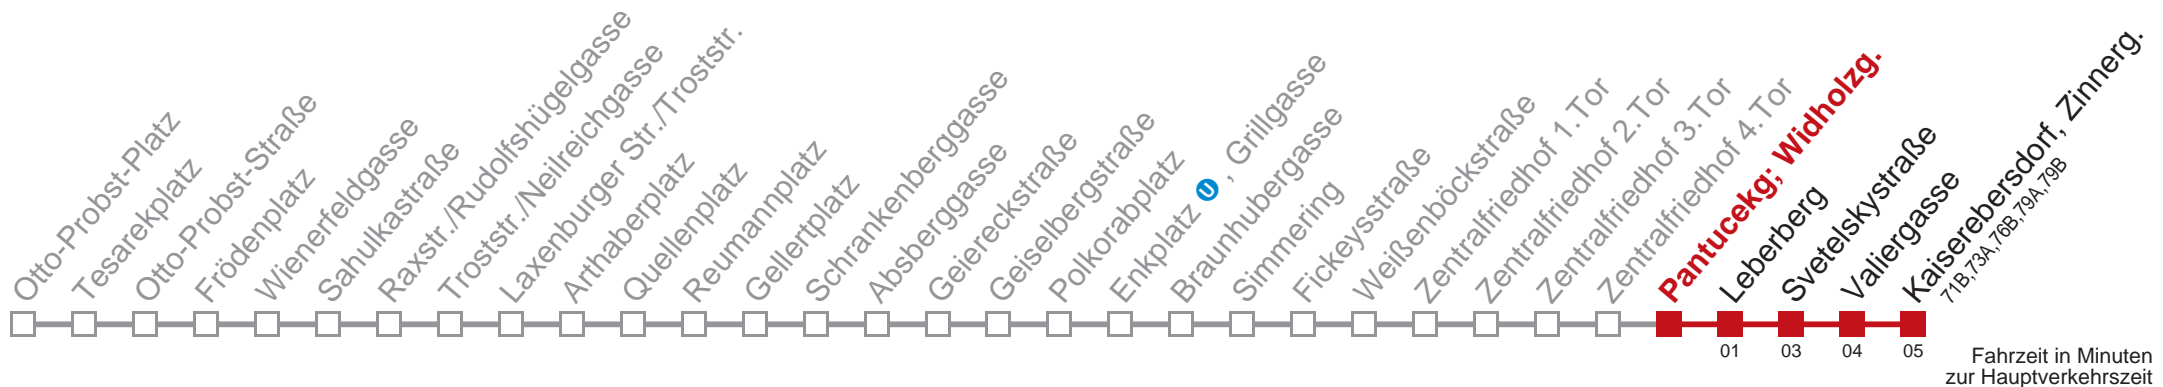 Otto-Probst-Platz
Tesarekplatz
Otto-Probst-Straße
Frödenplatz
Wienerfeldgasse
Sahulkastraße
Raxstr./Rudolfshügelgasse
Troststr./Neilreichgasse
Laxenburger Str./Troststr.
Arthaberplatz
Quellenplatz
Reumannplatz
Gellertplatz
Schrankenberggasse
Absberggasse
Geiereckstraße
Geiselbergstraße
Polkorabplatz
Enkplatz U , Grillgasse
Braunhubergasse
Simmering
Fickeysstraße
Weißenböckstraße
Zentralfriedhof 1.Tor
Zentralfriedhof 2.Tor
Zentralfriedhof 3.Tor
Zentralfriedhof 4.Tor
Pantucekg; Widholzg.
Leberberg
Svetelskystraße
Valiergasse
Kaiserebersdorf, Zinnerg.
71B,73A,76B,79A,79B
01 03 04 05
Fahrzeit in Minuten
zur Hauptverkehrszeit